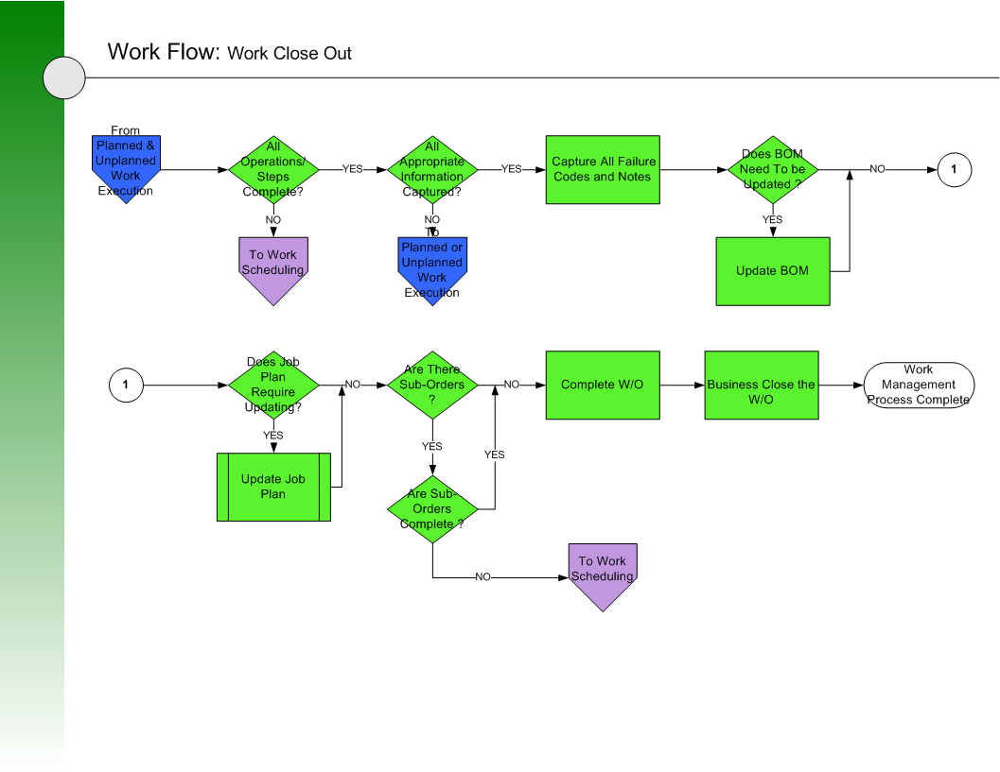 Work Flow: Work Close Out
From
Planned &
Unplanned
Work
Execution
All
Operations/
Steps
Complete?
YES
All
Appropriate
Information
Captured?
YES
Capture All Failure
Codes and Notes
Does BOM
Need To be
Updated ?
NO
1
NO
To Work
Scheduling
NO
To
Planned or
Unplanned
Work
Execution
YES
Update BOM
1
Does Job
Plan
Require
Updating?
NO
Are There
Sub-Orders
?
NO
Complete W/O
Business Close the
W/O
Work
Management
Process Complete
YES
Update Job
Plan
YES
YES
Are Sub-
Orders
Complete ?
NO
To Work
Scheduling